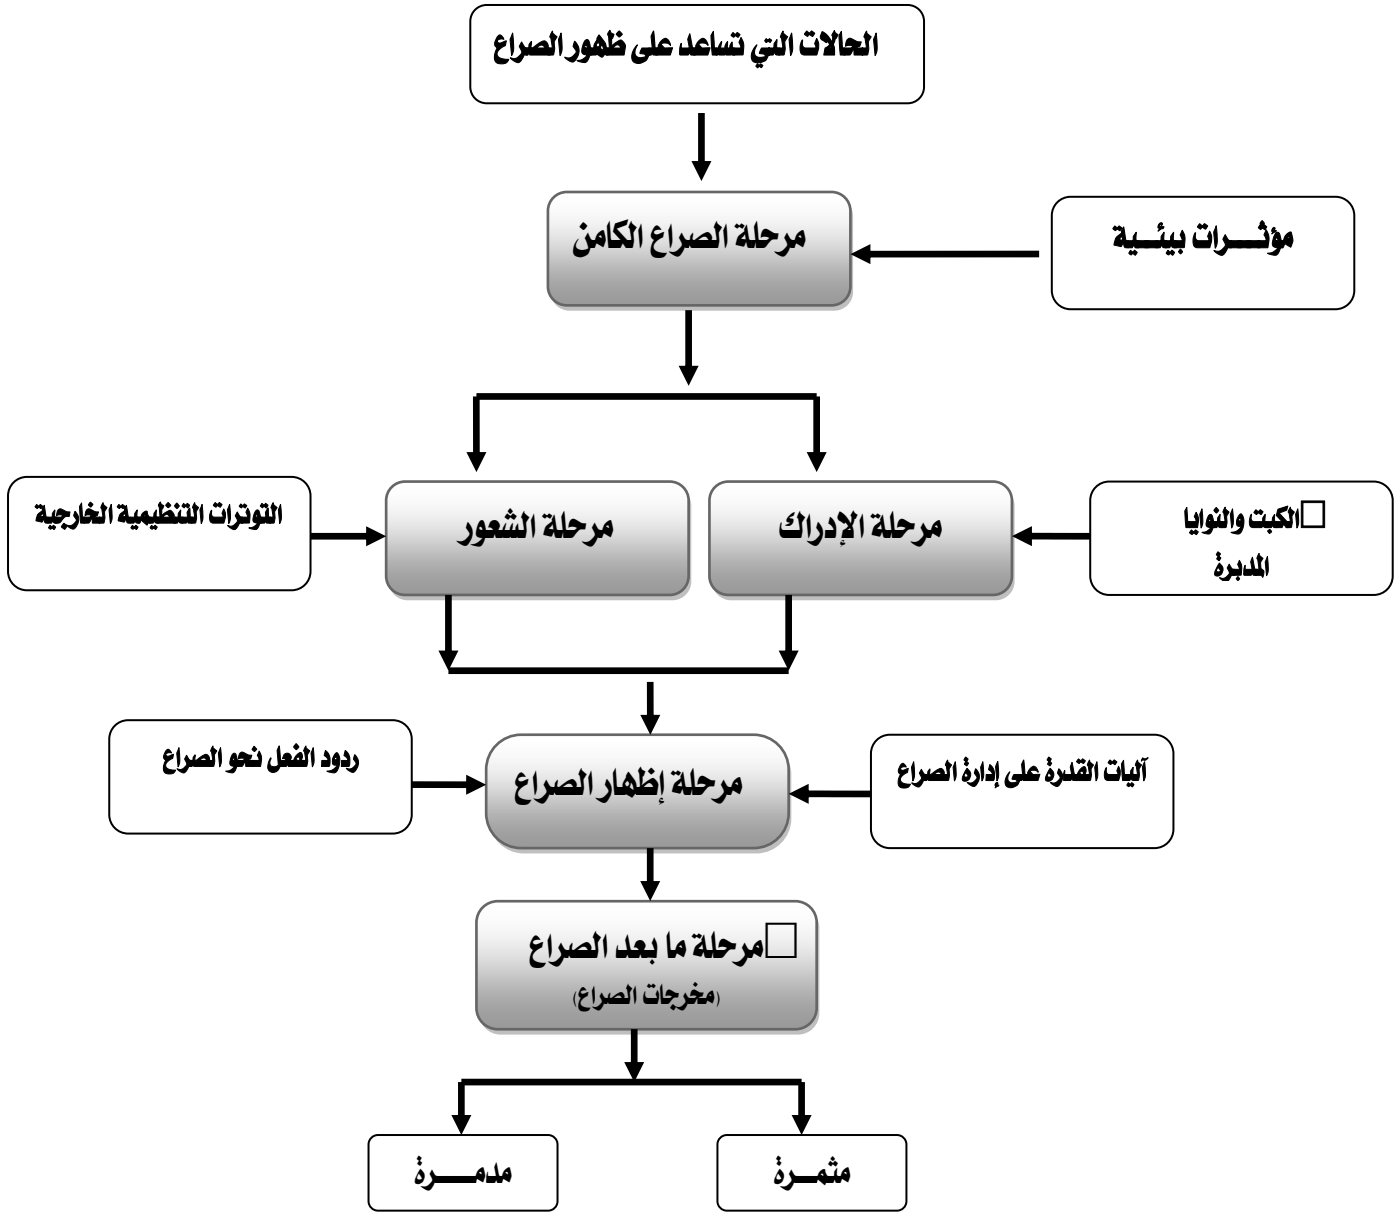 الحالات التي تساعد على ظهور الصراع
مرحلة الصراع الكامن
مؤثـــرات بيئـــية
مرحلة الإدراك
مرحلة الشعور
الكبت والنوايا
المدبرة
التوترات التنظيمية الخارجية
مرحلة إظهار الصراع
آليات القدرة على إدارة الصراع
ردود الفعل نحو الصراع
مرحلة ما بعد الصراع
(مخرجات الصراع)
مثمـــرة
مدمـــرة